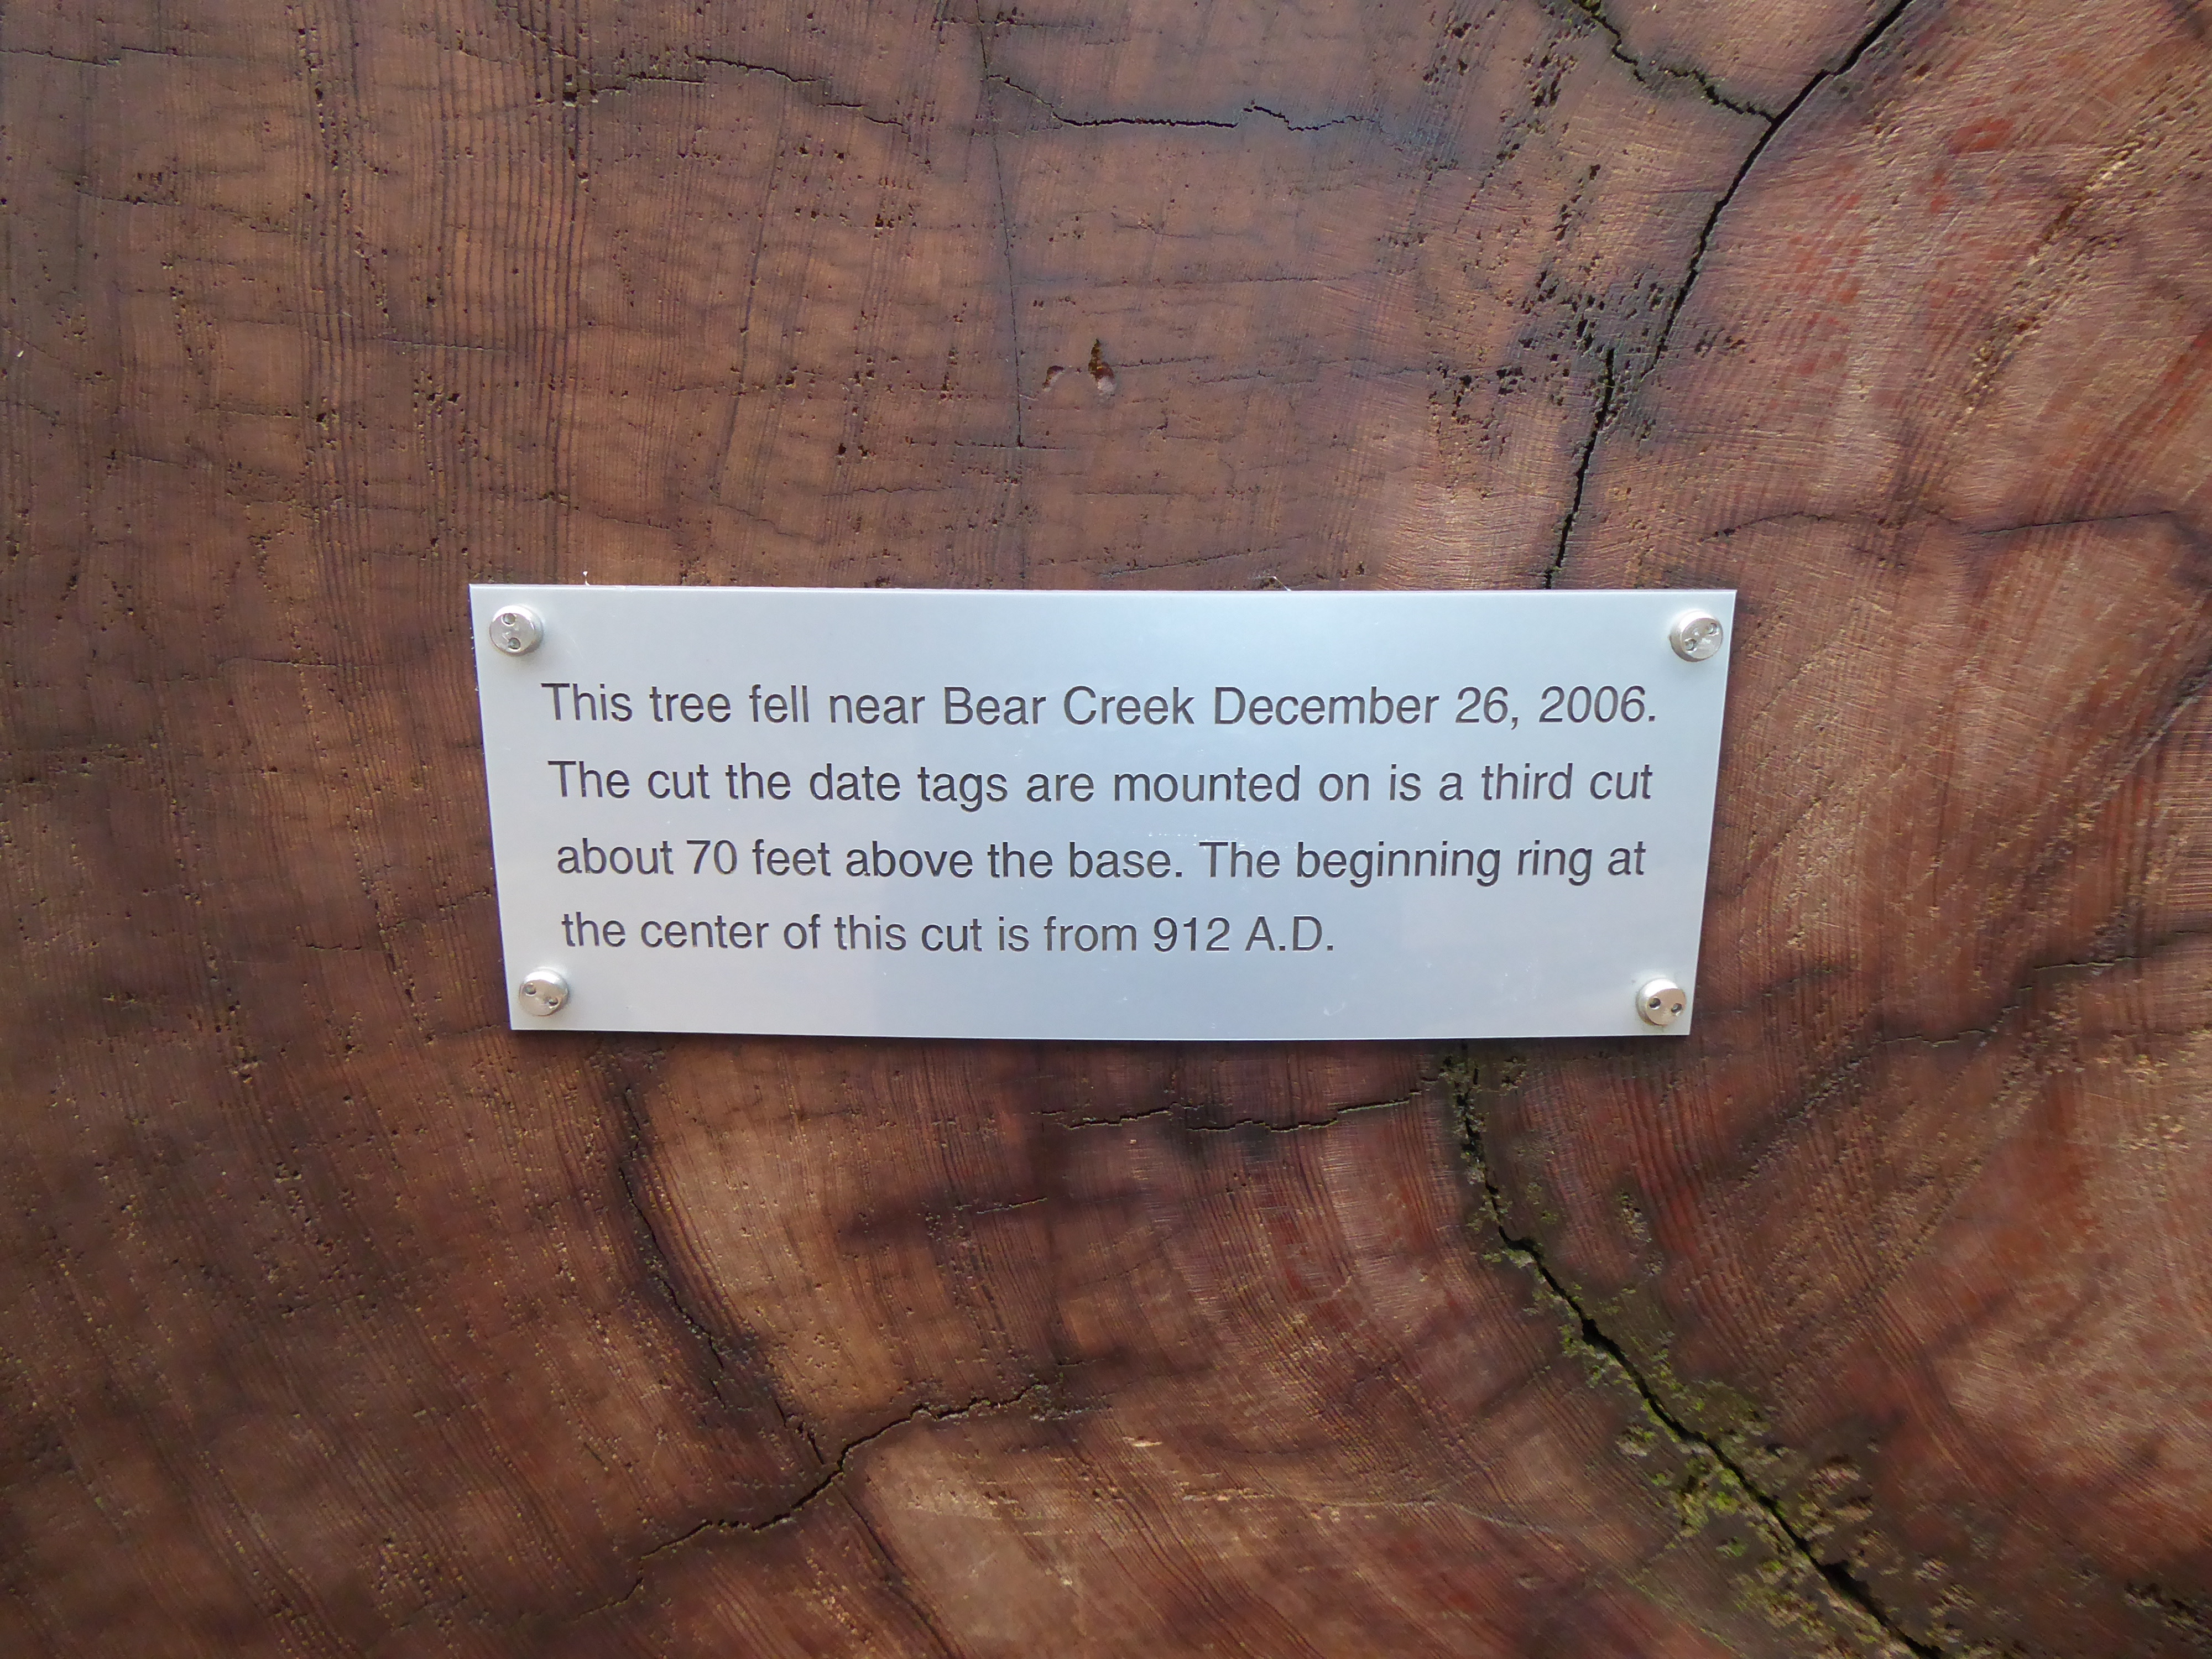 This tree fell near Bear Creek December 26, 2006.
The cut the date tags are mounted on is a third cut
about 70 feet above the base. The beginning ring at
the center of this cut is from 912 A.D.